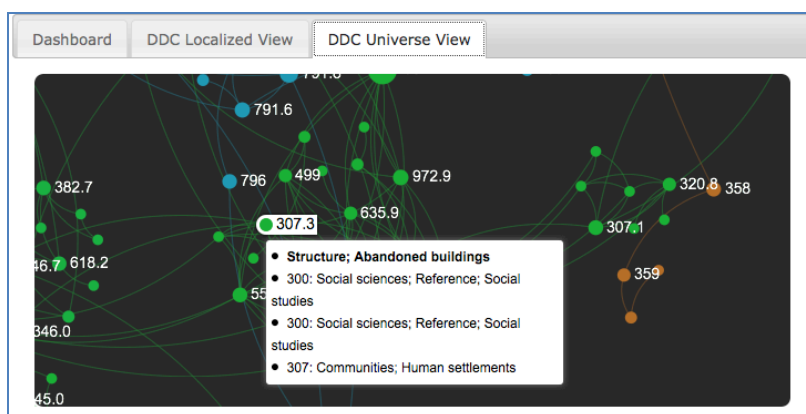 Dashboard DDC Localized View DDC Universe View
791.6
382.7
796
499
972.9
320.8
358
307.3
635.9
307.1
618.2
359
346.0
45.0
Structure; Abandoned buildings
300: Social sciences; Reference; Social
studies
300: Social sciences; Reference; Social
studies
307: Communities; Human settlements